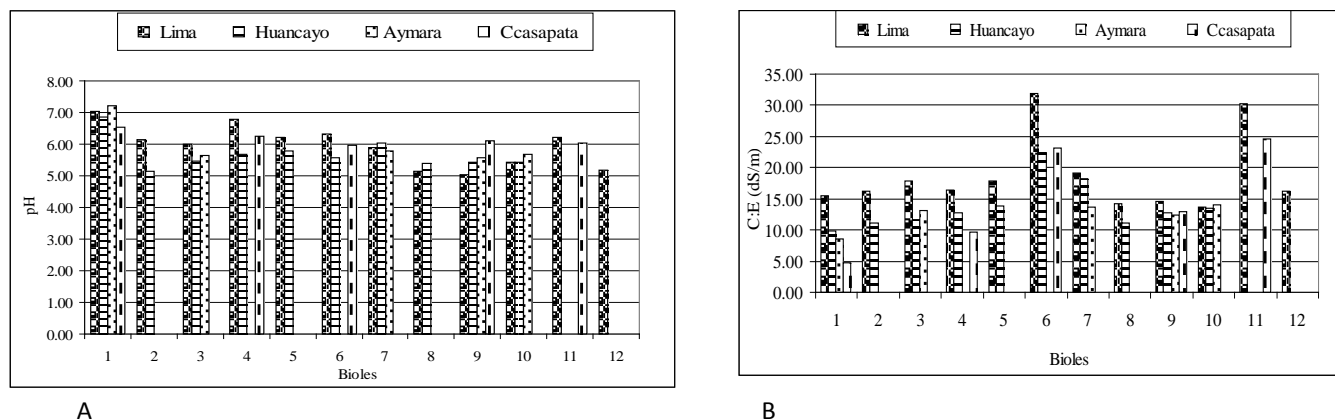 Lima Huancayo Aymara Ccasapata
8.00
7.00
6.00
5.00
4.00
3.00
2.00
1.00
0.00
pH
1 2 3 4 5 6 7 8 9 10 11 12
Bioles
A
Lima Huancayo Aymara Ccasapata
35.00
30.00
25.00
20.00
15.00
10.00
5.00
0.00
C:E (dS/m)
1 2 3 4 5 6 7 8 9 10 11 12
Bioles
B